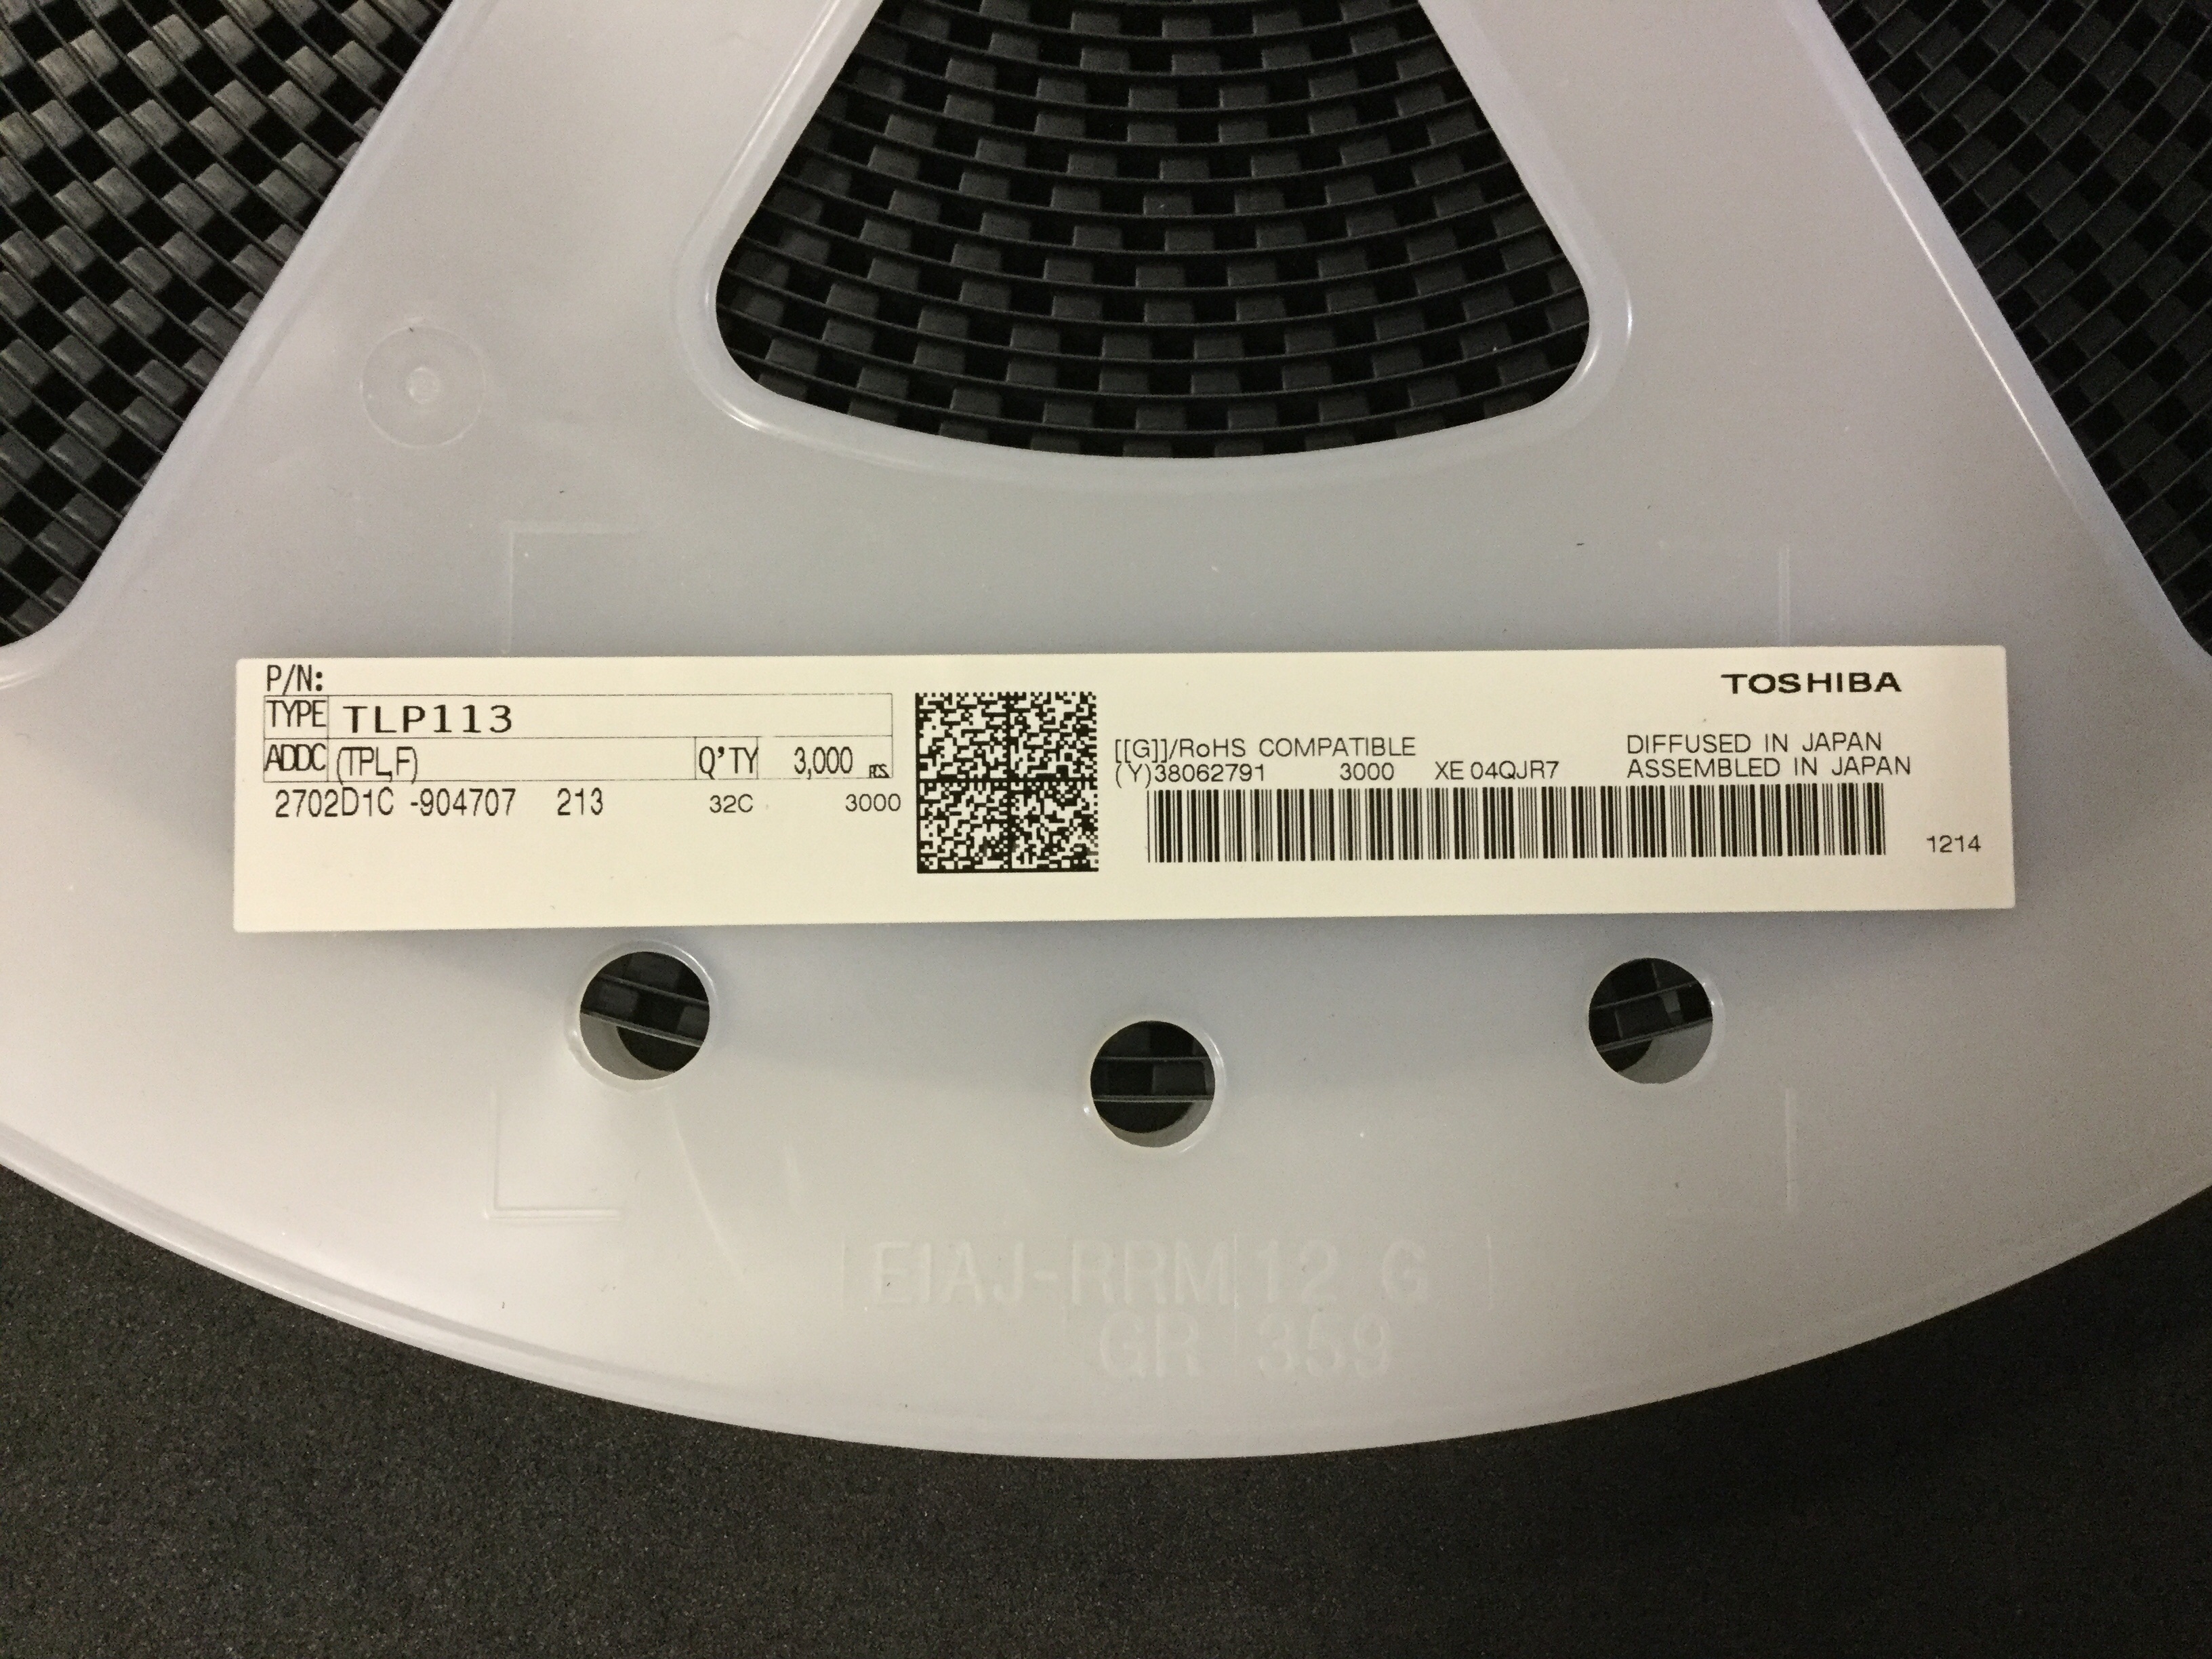 P/N:
TYPE TLP113
ADDC (TPL,F) Q'TY 3,000 PCS.
2702D1C -904707 213 32C 3000
TOSHIBA
[[G]]/RoHS COMPATIBLE DIFFUSED IN JAPAN
(Y)38062791 3000 XE 04QJR7 ASSEMBLED IN JAPAN
1214
EIAJ-RRM 12 G
GR 359